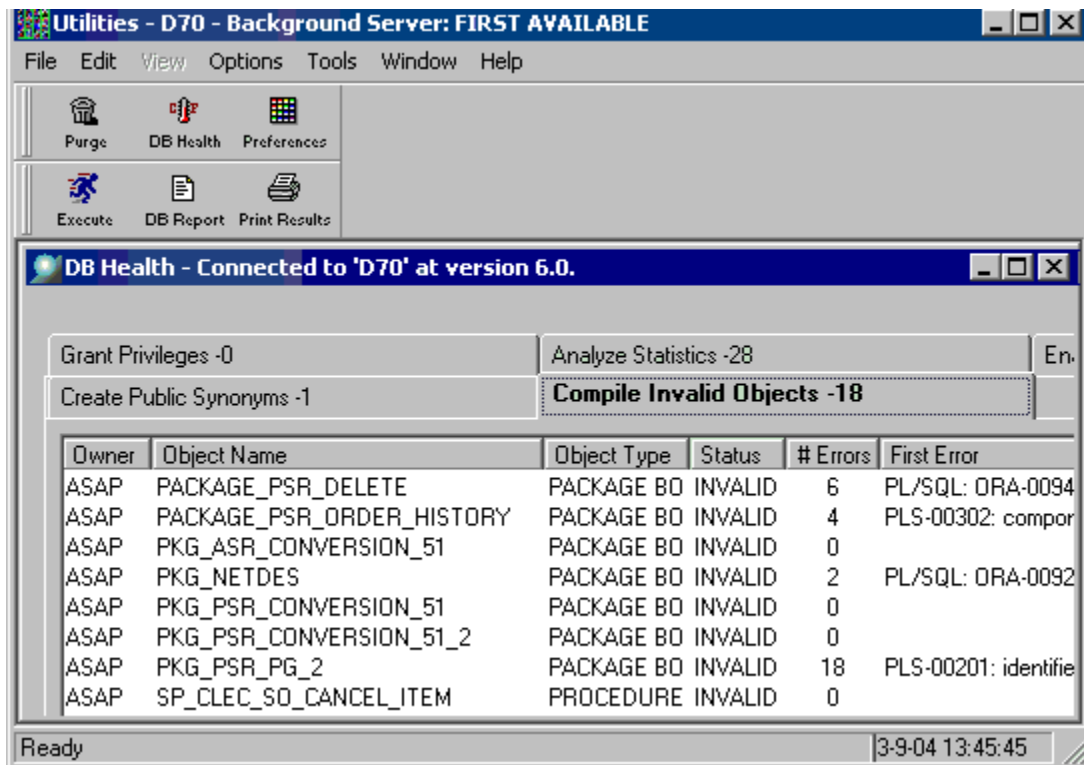 Utilities - D70 - Background Server: FIRST AVAILABLE
File Edit View Options Tools Window Help
Purge DB Health Preferences
Execute DB Report Print Results
DB Health - Connected to 'D70' at version 6.0.
Grant Privileges -0 Analyze Statistics -28 En
Create Public Synonyms -1 Compile Invalid Objects -18
Owner Object Name Object Type Status # Errors First Error
ASAP PACKAGE_PSR_DELETE PACKAGE BO INVALID 6 PL/SQL: ORA-0094
ASAP PACKAGE_PSR_ORDER_HISTORY PACKAGE BO INVALID 4 PLS-00302: compor
ASAP PKG_ASR_CONVERSION_51 PACKAGE BO INVALID 0
ASAP PKG_NETDES PACKAGE BO INVALID 2 PL/SQL: ORA-0092
ASAP PKG_PSR_CONVERSION_51 PACKAGE BO INVALID 0
ASAP PKG_PSR_CONVERSION_51_2 PACKAGE BO INVALID 0
ASAP PKG_PSR_PG_2 PACKAGE BO INVALID 18 PLS-00201: identifie
ASAP SP_CLEC_SO_CANCEL_ITEM PROCEDURE INVALID 0
Ready 3-9-04 13:45:45